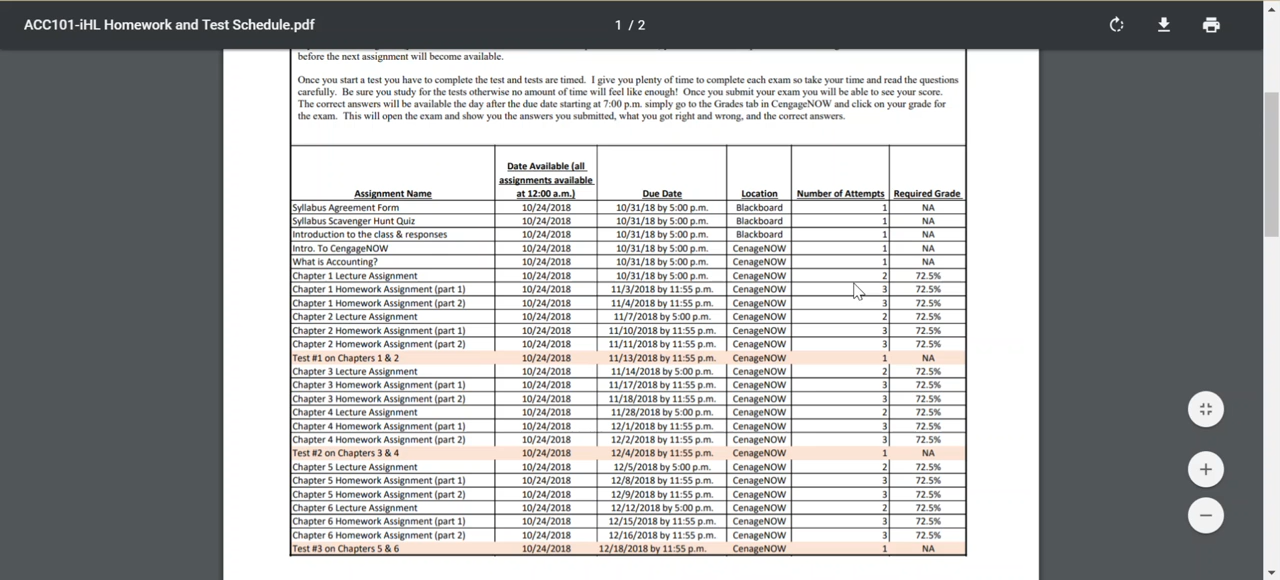 ACC101-iHL Homework and Test Schedule.pdf
1 / 2
before the next assignment will become available.
Once you start a test you have to complete the test and tests are timed. I give you plenty of time to complete each exam so take your time and read the questions
carefully. Be sure you study for the tests otherwise no amount of time will feel like enough! Once you submit your exam you will be able to see your score.
The correct answers will be available the day after the due date starting at 7:00 p.m. simply go to the Grades tab in CengageNOW and click on your grade for
the exam. This will open the exam and show you the answers you submitted, what you got right and wrong, and the correct answers.
Date Available (all
assignments available
Assignment Name at 12:00 a.m.) Due Date Location Number of Attempts Required Grade
Syllabus Agreement Form 10/24/2018 10/31/18 by 5:00 p.m. Blackboard 1 NA
Syllabus Scavenger Hunt Quiz 10/24/2018 10/31/18 by 5:00 p.m. Blackboard 1 NA
Introduction to the class & responses 10/24/2018 10/31/18 by 5:00 p.m. Blackboard 1 NA
Intro. To CengageNOW 10/24/2018 10/31/18 by 5:00 p.m. CenageNOW 1 NA
What is Accounting? 10/24/2018 10/31/18 by 5:00 p.m. CenageNOW 1 NA
Chapter 1 Lecture Assignment 10/24/2018 10/31/18 by 5:00 p.m. CenageNOW 2 72.5%
Chapter 1 Homework Assignment (part 1) 10/24/2018 11/3/2018 by 11:55 p.m. CenageNOW 3 72.5%
Chapter 1 Homework Assignment (part 2) 10/24/2018 11/4/2018 by 11:55 p.m. CenageNOW 3 72.5%
Chapter 2 Lecture Assignment 10/24/2018 11/7/2018 by 5:00 p.m. CenageNOW 2 72.5%
Chapter 2 Homework Assignment (part 1) 10/24/2018 11/10/2018 by 11:55 p.m. CenageNOW 3 72.5%
Chapter 2 Homework Assignment (part 2) 10/24/2018 11/11/2018 by 11:55 p.m. CenageNOW 3 72.5%
Test #1 on Chapters 1 & 2 10/24/2018 11/13/2018 by 11:55 p.m. CenageNOW 1 NA
Chapter 3 Lecture Assignment 10/24/2018 11/14/2018 by 5:00 p.m. CenageNOW 2 72.5%
Chapter 3 Homework Assignment (part 1) 10/24/2018 11/17/2018 by 11:55 p.m. CenageNOW 3 72.5%
Chapter 3 Homework Assignment (part 2) 10/24/2018 11/18/2018 by 11:55 p.m. CenageNOW 3 72.5%
Chapter 4 Lecture Assignment 10/24/2018 11/28/2018 by 5:00 p.m. CenageNOW 2 72.5%
Chapter 4 Homework Assignment (part 1) 10/24/2018 12/1/2018 by 11:55 p.m. CenageNOW 3 72.5%
Chapter 4 Homework Assignment (part 2) 10/24/2018 12/2/2018 by 11:55 p.m. CenageNOW 3 72.5%
Test #2 on Chapters 3 & 4 10/24/2018 12/4/2018 by 11:55 p.m. CenageNOW 1 NA
Chapter 5 Lecture Assignment 10/24/2018 12/5/2018 by 5:00 p.m. CenageNOW 2 72.5%
Chapter 5 Homework Assignment (part 1) 10/24/2018 12/8/2018 by 11:55 p.m. CenageNOW 3 72.5%
Chapter 5 Homework Assignment (part 2) 10/24/2018 12/9/2018 by 11:55 p.m. CenageNOW 3 72.5%
Chapter 6 Lecture Assignment 10/24/2018 12/12/2018 by 5:00 p.m. CenageNOW 2 72.5%
Chapter 6 Homework Assignment (part 1) 10/24/2018 12/15/2018 by 11:55 p.m. CenageNOW 3 72.5%
Chapter 6 Homework Assignment (part 2) 10/24/2018 12/16/2018 by 11:55 p.m. CenageNOW 3 72.5%
Test #3 on Chapters 5 & 6 10/24/2018 12/18/2018 by 11:55 p.m. CenageNOW 1 NA